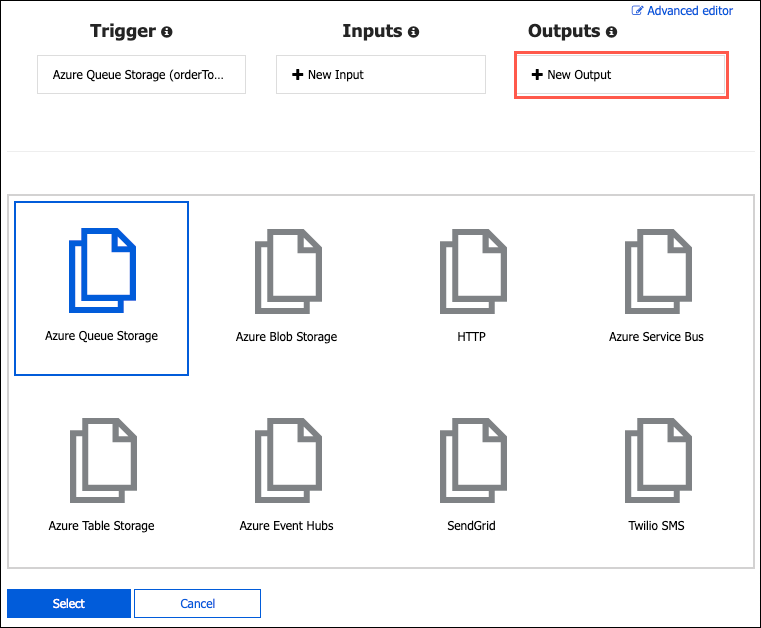 Advanced editor
Trigger
Inputs
Outputs
Azure Queue Storage (orderTo...
New Input
New Output
Azure Queue Storage
Azure Blob Storage
HTTP
Azure Service Bus
Azure Table Storage
Azure Event Hubs
SendGrid
Twilio SMS
Select
Cancel